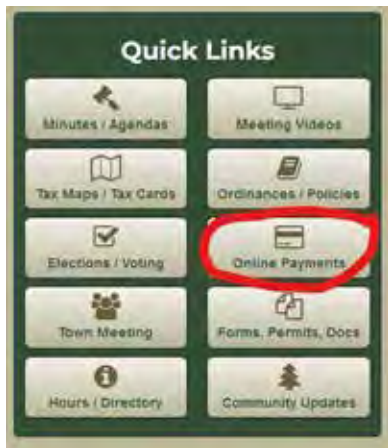 Quick Links
Minutes / Agendas
Meeting Videos
Tax Maps / Tax Cards
Ordinances / Policies
Elections / Voting
Online Payments
Town Meeting
Forms, Permits, Docs
Hours / Directory
Community Updates